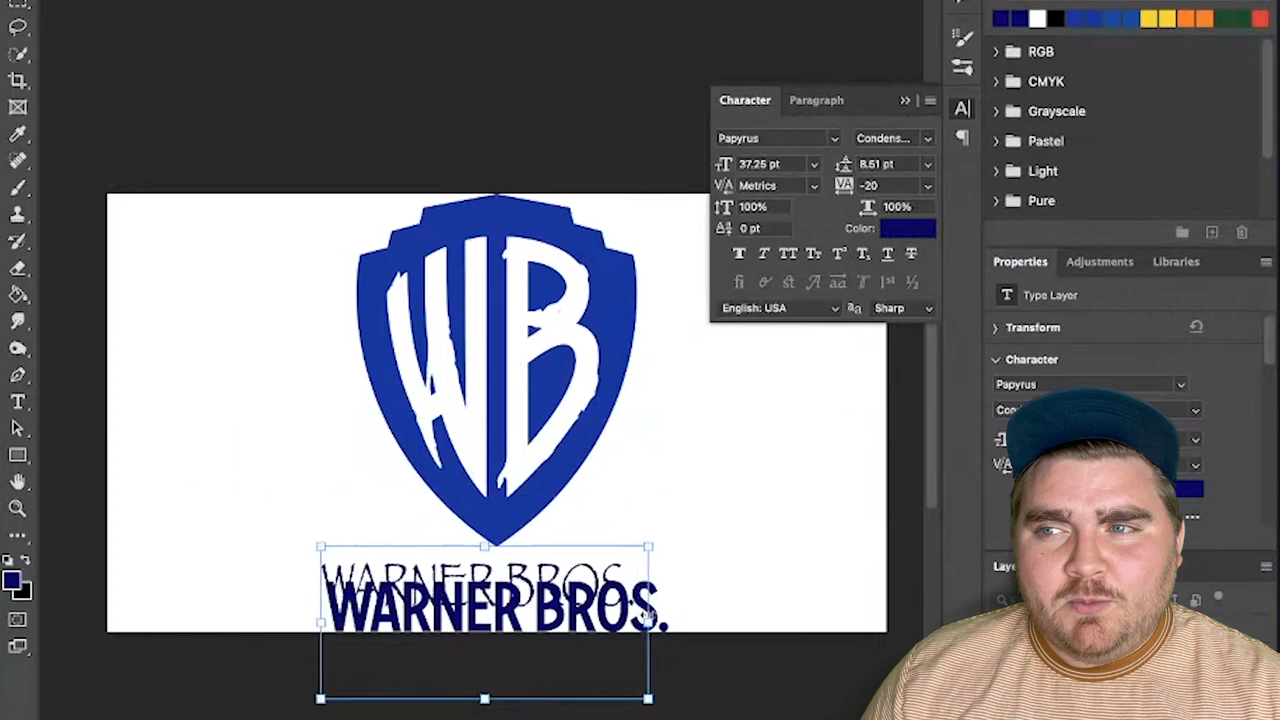 RGB
CMYK
Character Paragraph
Grayscale
Papyrus Condens...
Pastel
37.25 pt 8.51 pt
Light
Metrics -20
Pure
100% 100%
0 pt Color:
Properties Adjustments Libraries
Type Layer
English: USA Sharp
Transform
Character
Papyrus
WB
WARNER BROS.
WARNER BROS.